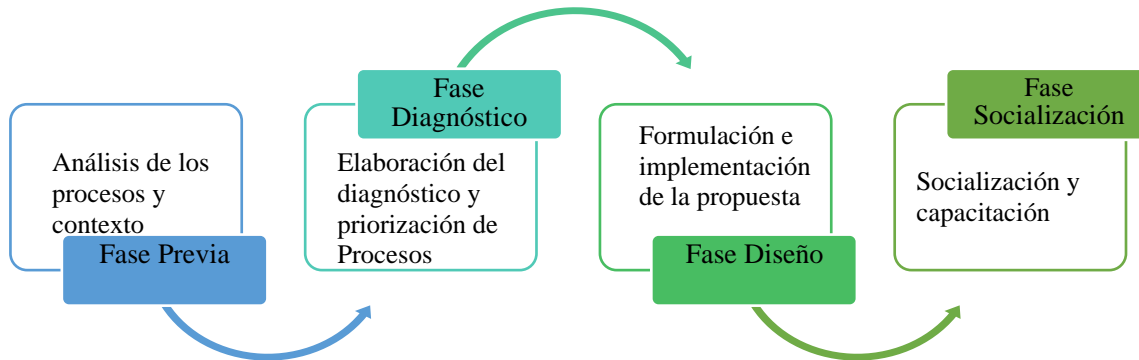 Análisis de los
procesos y
contexto
Fase Previa
Fase
Diagnóstico
Elaboración del
diagnóstico y
priorización de
Procesos
Formulación e
implementación
de la propuesta
Fase Diseño
Fase
Socialización
Socialización y
capacitación